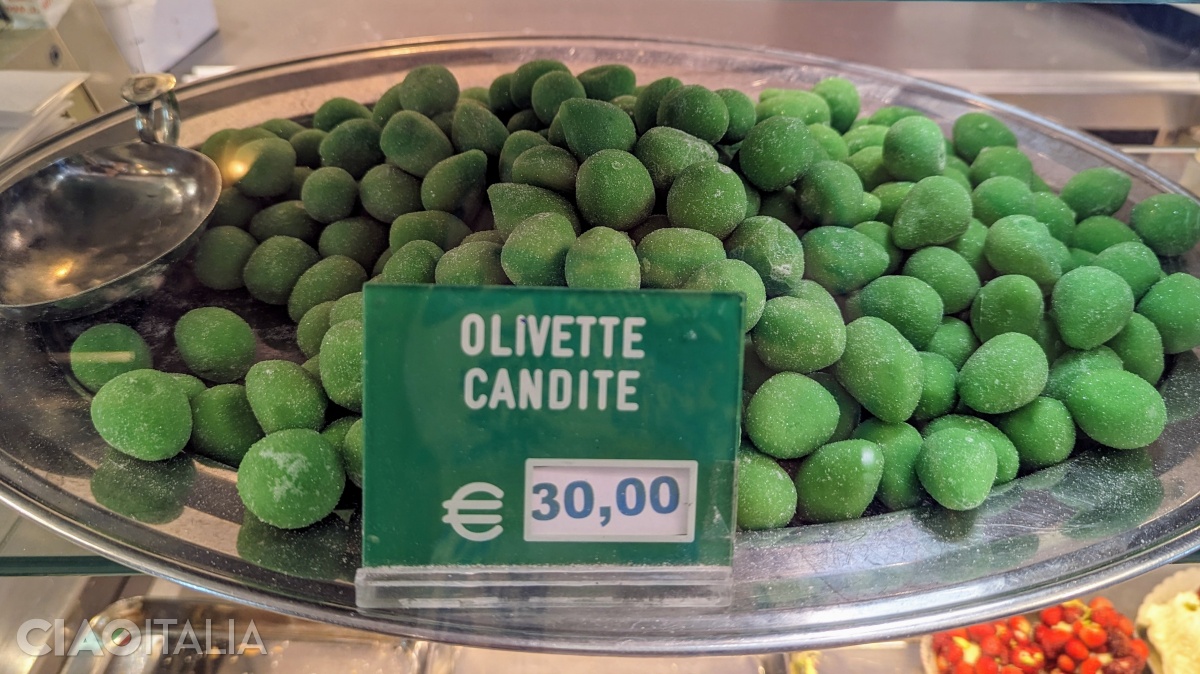 OLIVETTE
CANDITE
€ 30,00
CIAOITALIA